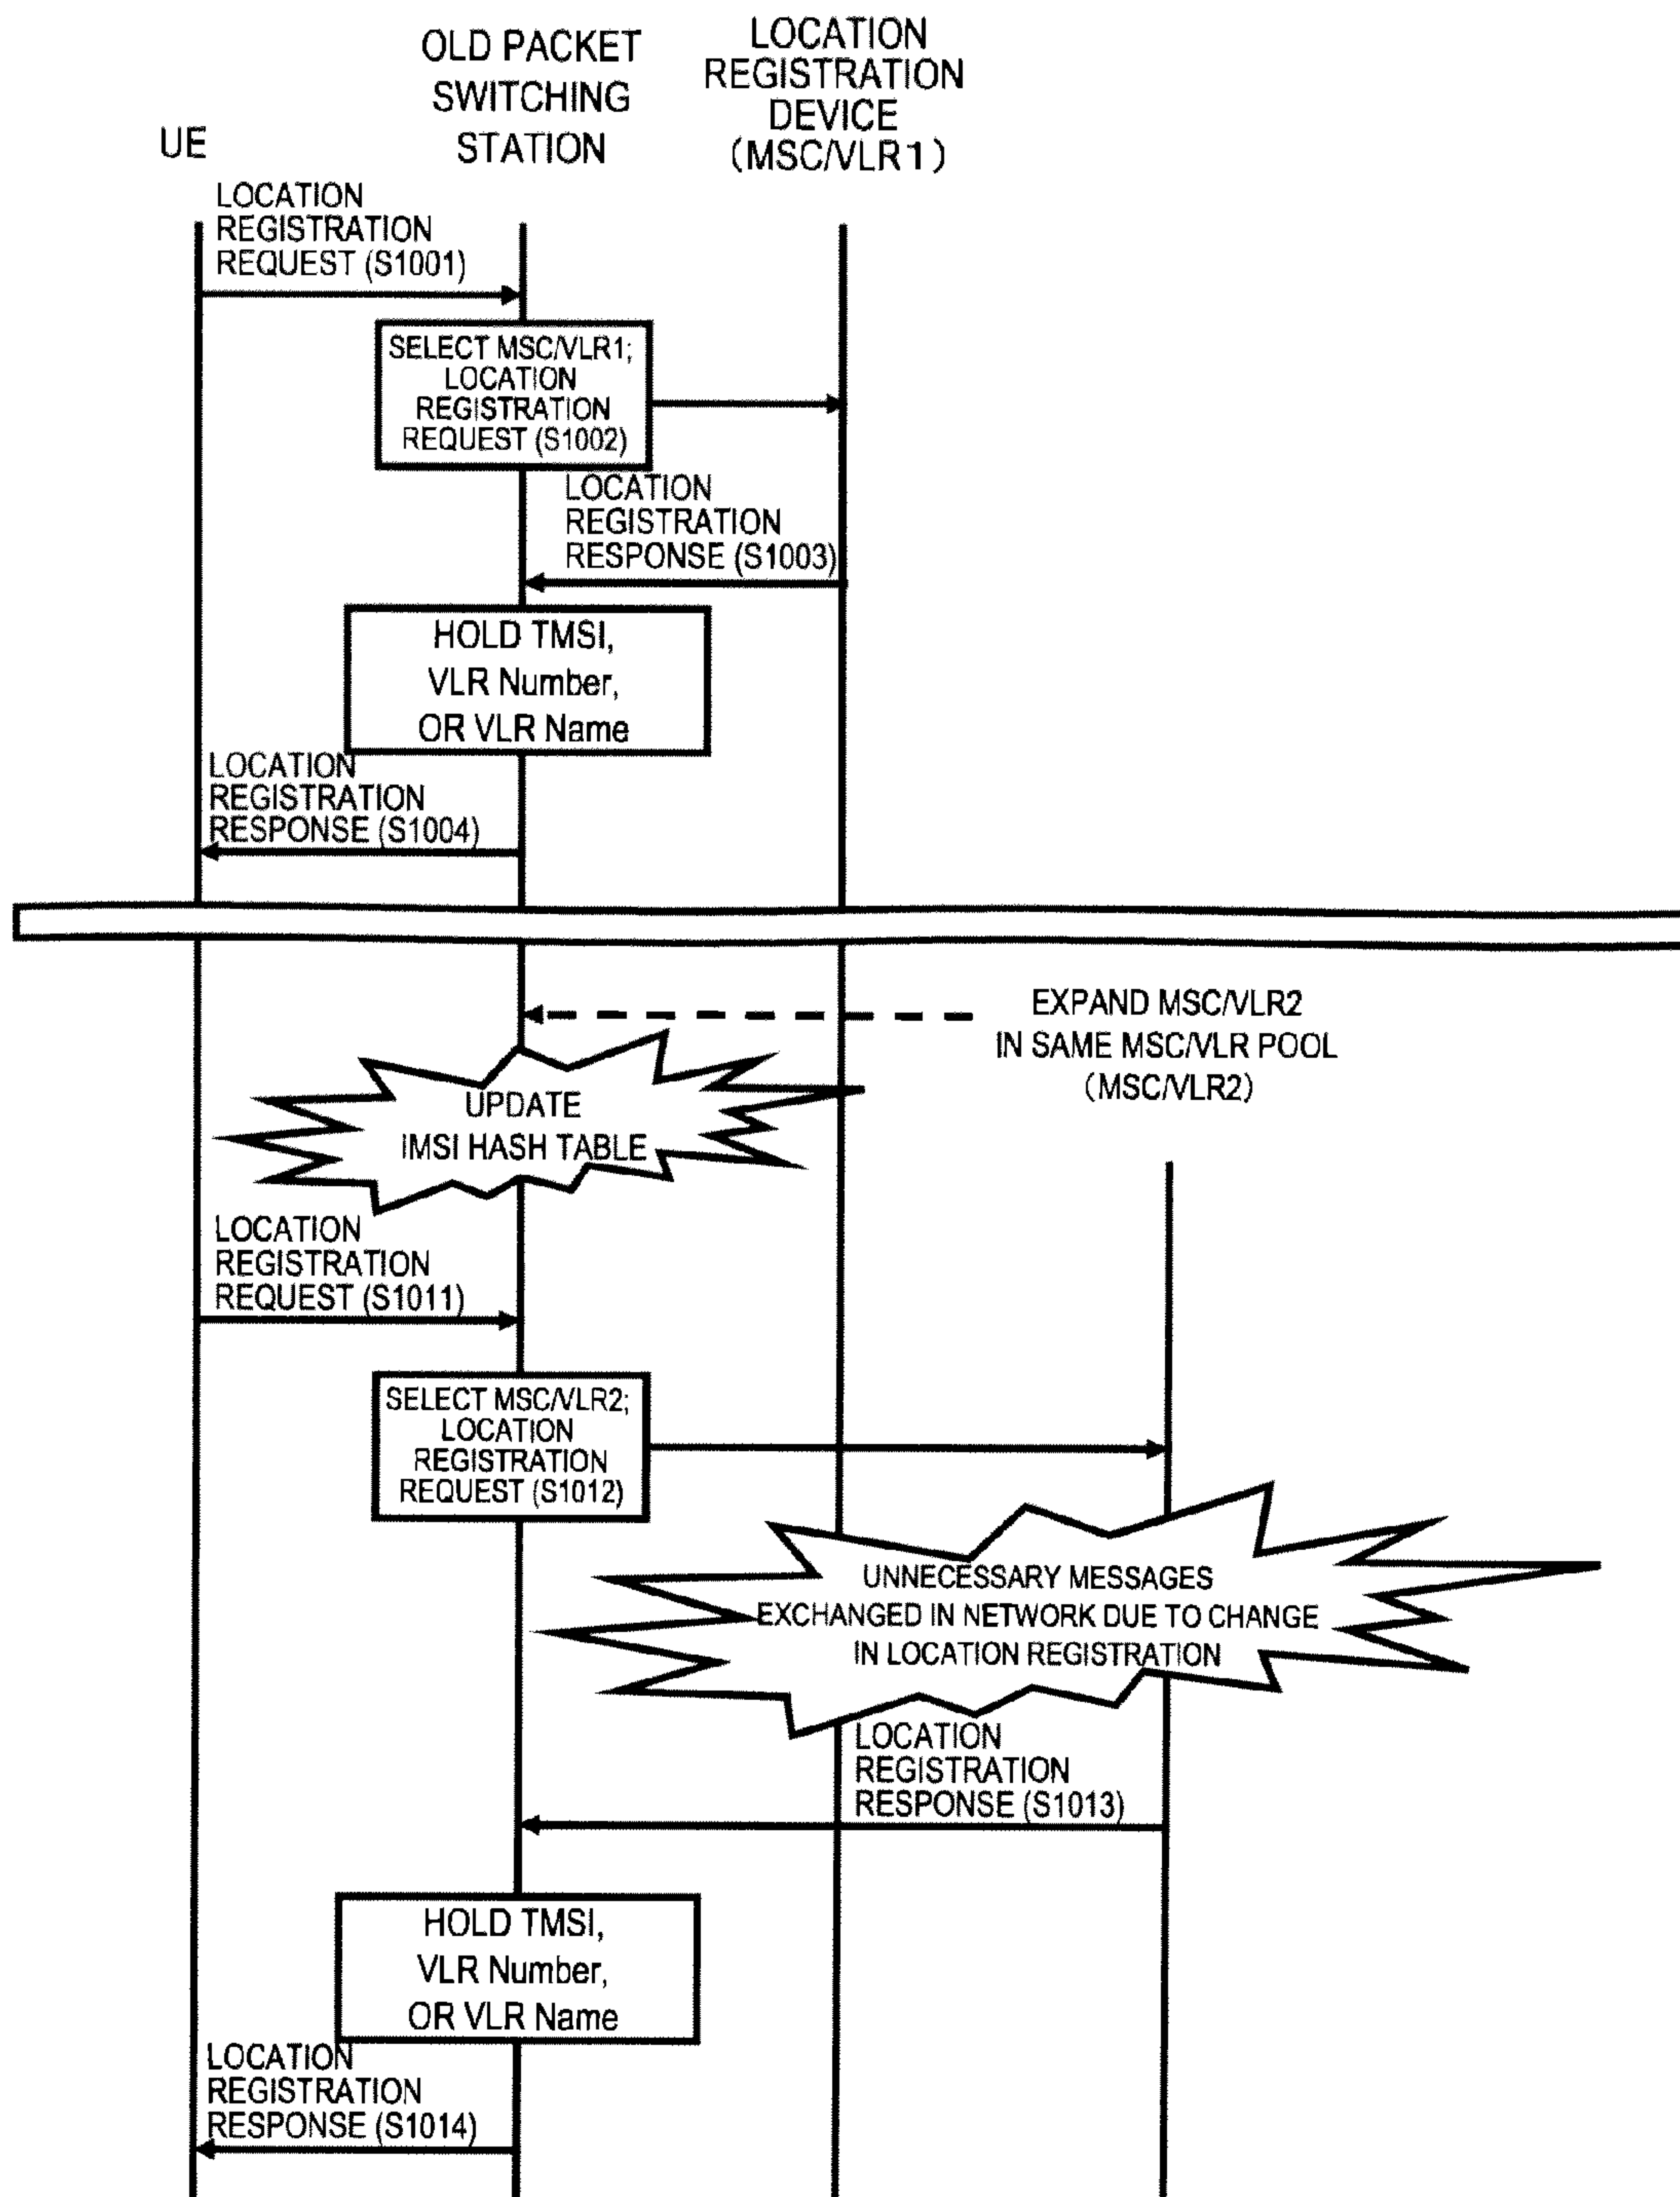 UE
OLD PACKET
SWITCHING
STATION
LOCATION
REGISTRATION
DEVICE
(MSC/VLR1)
LOCATION
REGISTRATION
REQUEST (S1001)
SELECT MSC/VLR1;
LOCATION
REGISTRATION
REQUEST (S1002)
LOCATION
REGISTRATION
RESPONSE (S1003)
HOLD TMSI,
VLR Number,
OR VLR Name
LOCATION
REGISTRATION
RESPONSE (S1004)
EXPAND MSC/VLR2
IN SAME MSC/VLR POOL
(MSC/VLR2)
UPDATE
IMSI HASH TABLE
LOCATION
REGISTRATION
REQUEST (S1011)
SELECT MSC/VLR2;
LOCATION
REGISTRATION
REQUEST (S1012)
UNNECESSARY MESSAGES
EXCHANGED IN NETWORK DUE TO CHANGE
IN LOCATION REGISTRATION
LOCATION
REGISTRATION
RESPONSE (S1013)
HOLD TMSI,
VLR Number,
OR VLR Name
LOCATION
REGISTRATION
RESPONSE (S1014)